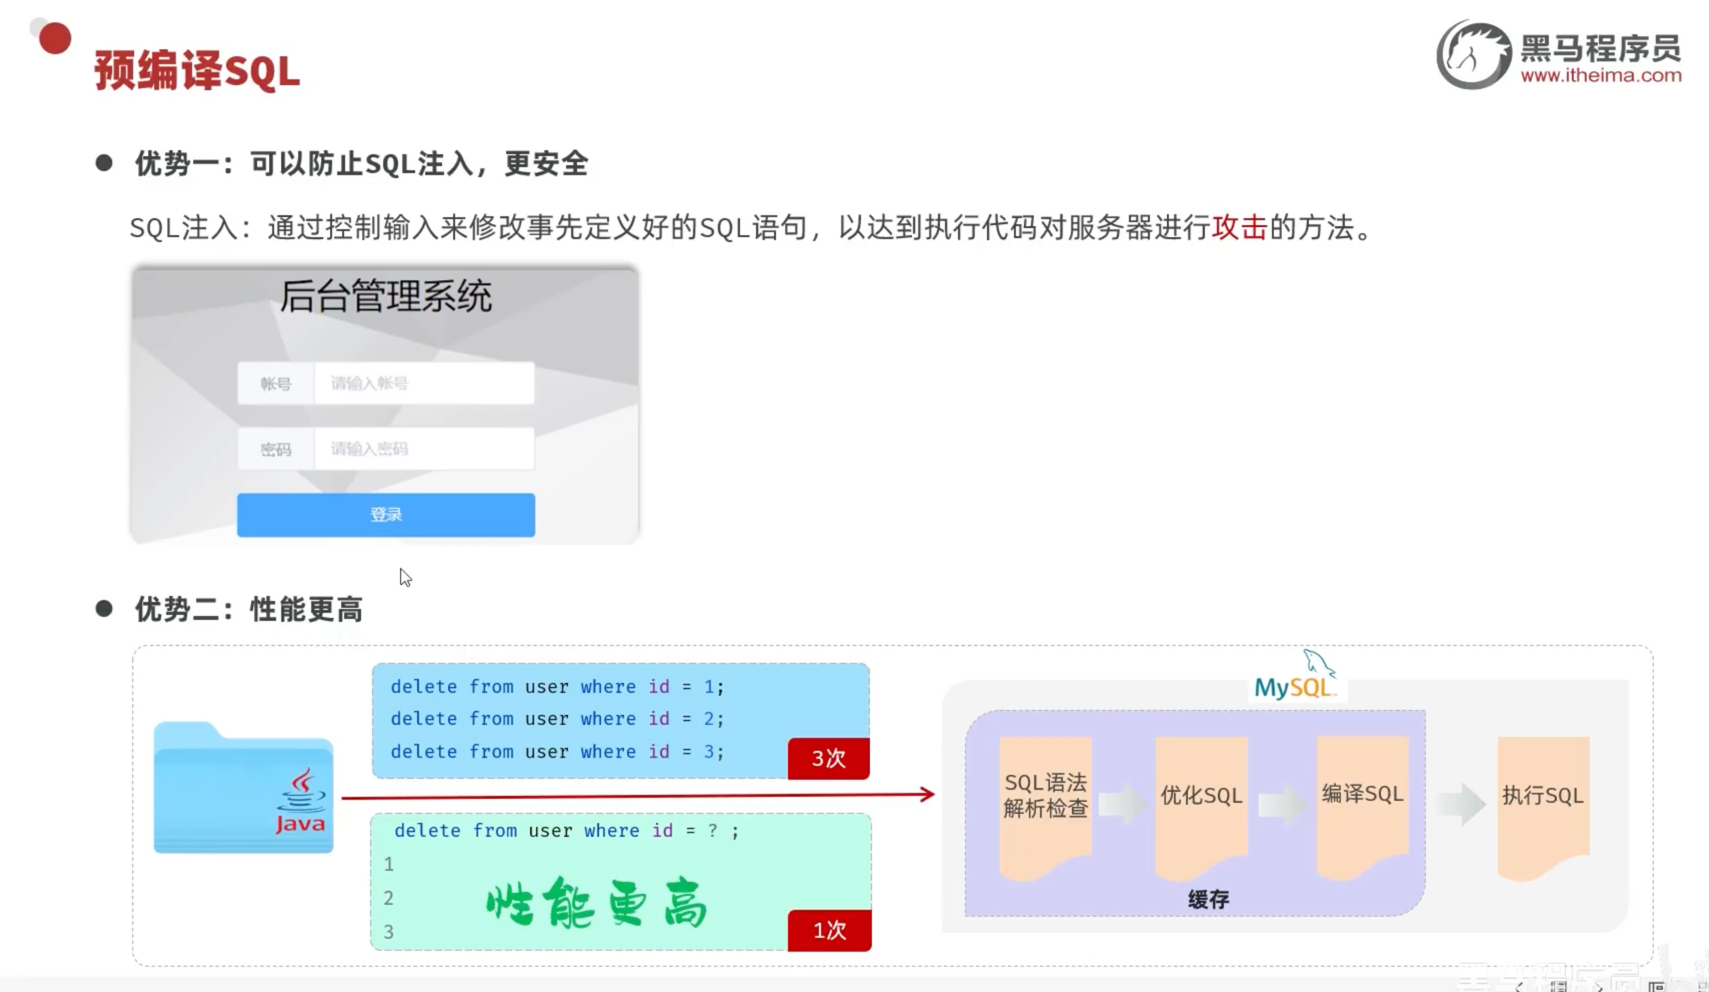 预编译SQL
黑马程序员
www.itheima.com
优势一：可以防止SQL注入，更安全
SQL注入：通过控制输入来修改事先定义好的SQL语句，以达到执行代码对服务器进行攻击的方法。
后台管理系统
帐号 请输入帐号
密码 请输入密码
登录
优势二：性能更高
Java
delete from user where id = 1;
delete from user where id = 2;
delete from user where id = 3;
3次
delete from user where id = ? ;
1
2
3
性能更高
1次
MySQL
SQL语法
解析检查
优化SQL
编译SQL
执行SQL
缓存
黑马程序员